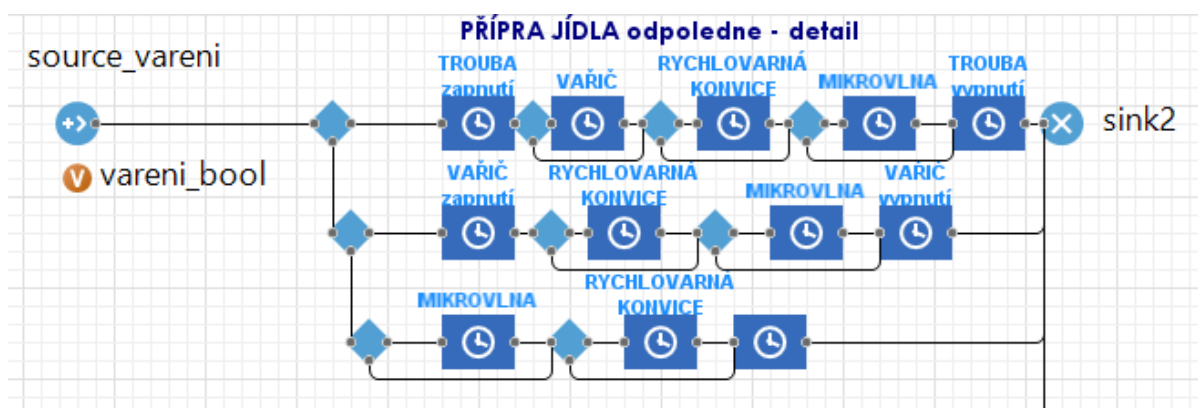 PŘÍPRA JÍDLA odpoledne - detail
source_vareni
TROUBA
zapnutí
VAŘIČ
RYCHLOVARNÁ
KONVICE
MIKROVLNA
TROUBA
vypnutí
sink2
V vareni_bool
VAŘIČ
zapnutí
RYCHLOVARNÁ
KONVICE
MIKROVLNA
VAŘIČ
vypnutí
MIKROVLNA
RYCHLOVARNÁ
KONVICE